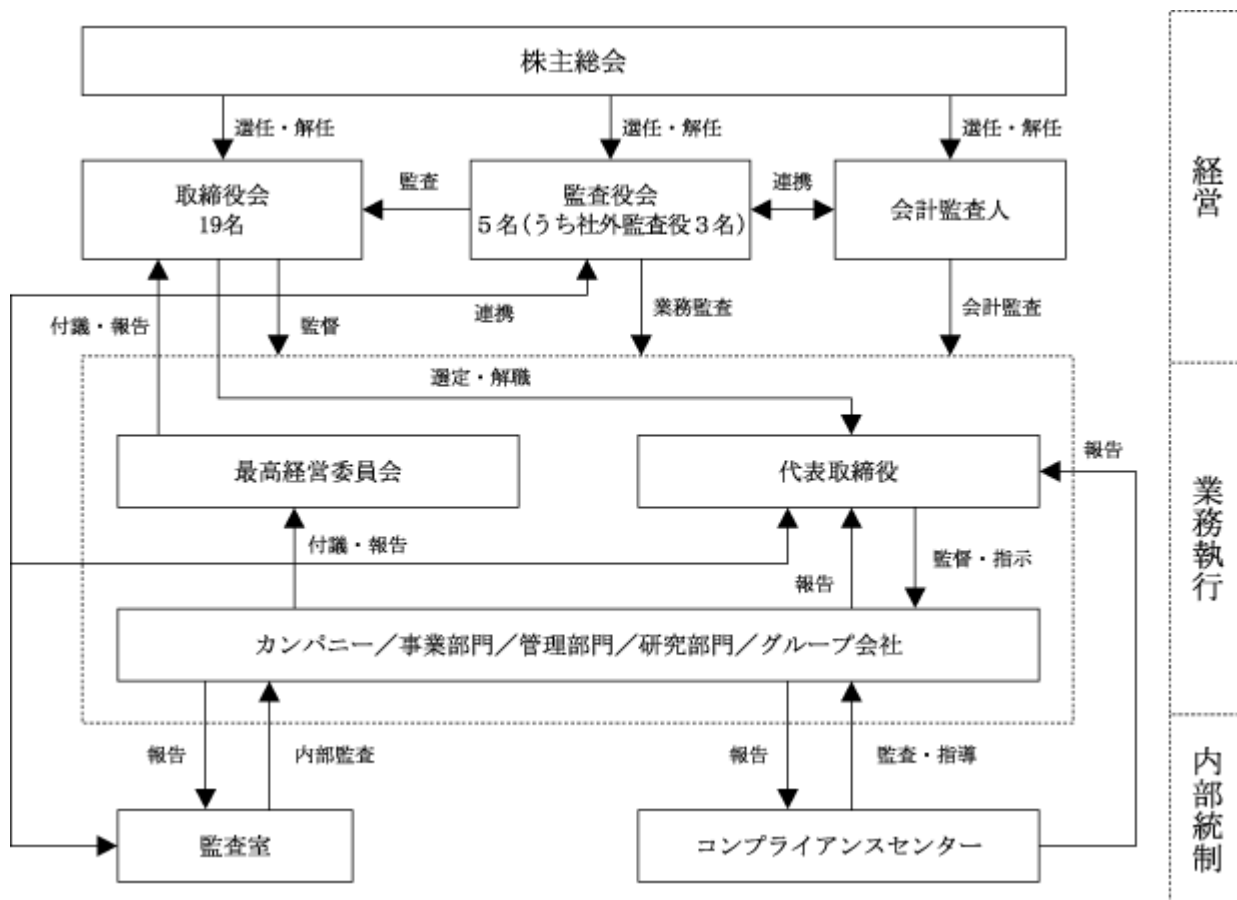 株主総会
選任・解任
選任・解任
選任・解任
取締役会
19名
監査
監査役会
5名(うち社外監査役3名)
連携
会計監査人
経営
付議・報告
監督
連携
業務監査
会計監査
選定・解職
最高経営委員会
代表取締役
報告
付議・報告
報告
監督・指示
業務執行
カンパニー/事業部門/管理部門/研究部門/グループ会社
報告
内部監査
報告
監査・指導
監査室
コンプライアンスセンター
内部統制